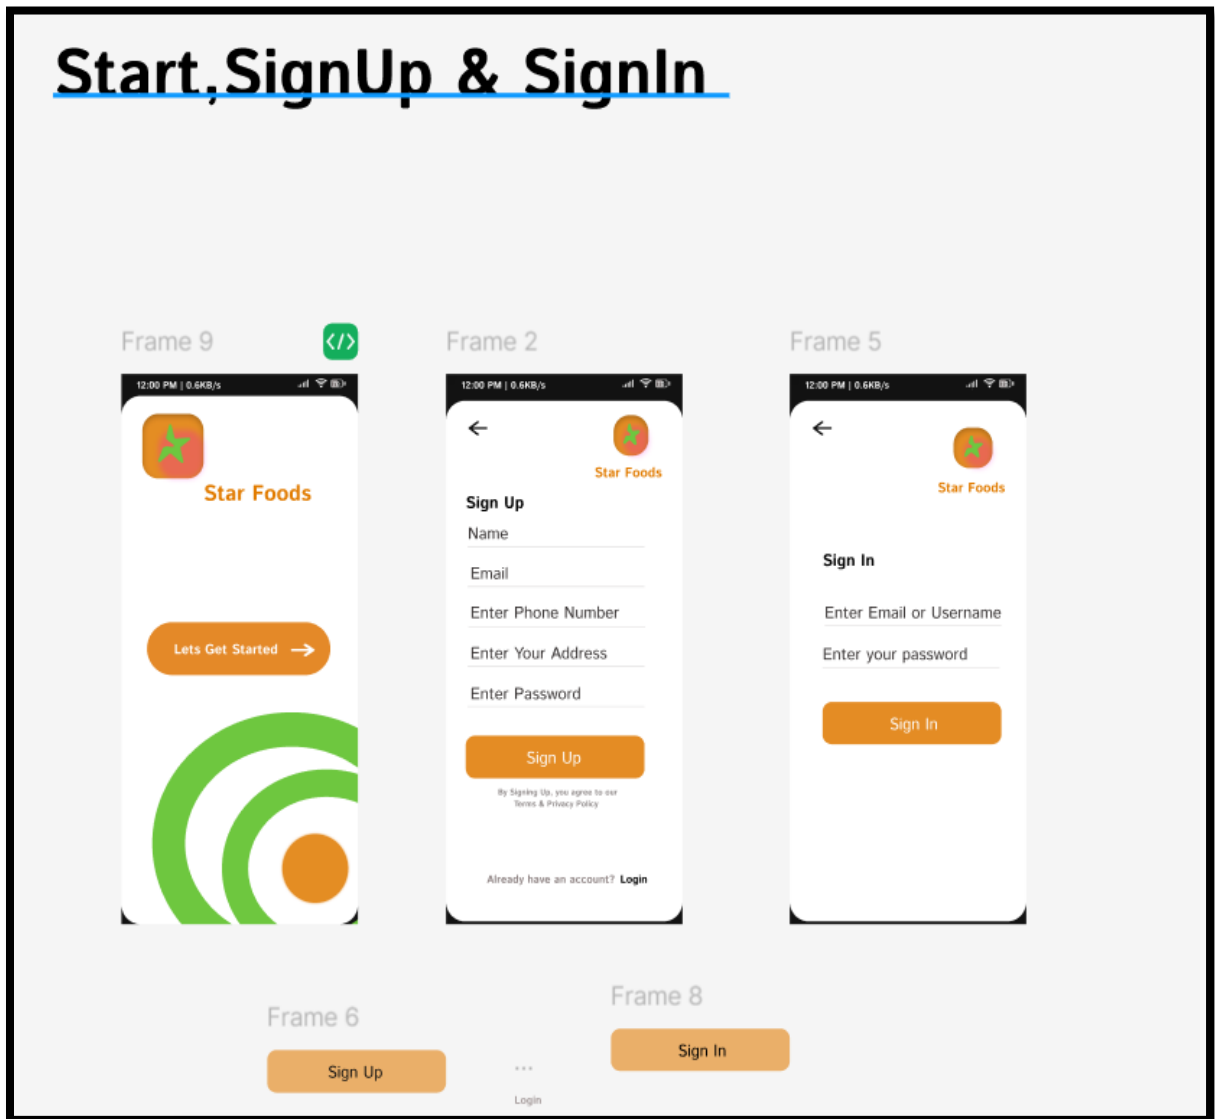 Start,SignUp & SignIn
Frame 9
</>
12:00 PM | 0.6KB/s
Star Foods
Lets Get Started
Frame 2
12:00 PM | 0.6KB/s
Star Foods
Sign Up
Name
Email
Enter Phone Number
Enter Your Address
Enter Password
Sign Up
By Signing Up, you agree to our
Terms & Privacy Policy
Already have an account? Login
Frame 5
12:00 PM | 0.6KB/s
Star Foods
Sign In
Enter Email or Username
Enter your password
Sign In
Frame 6
Sign Up
...
Login
Frame 8
Sign In